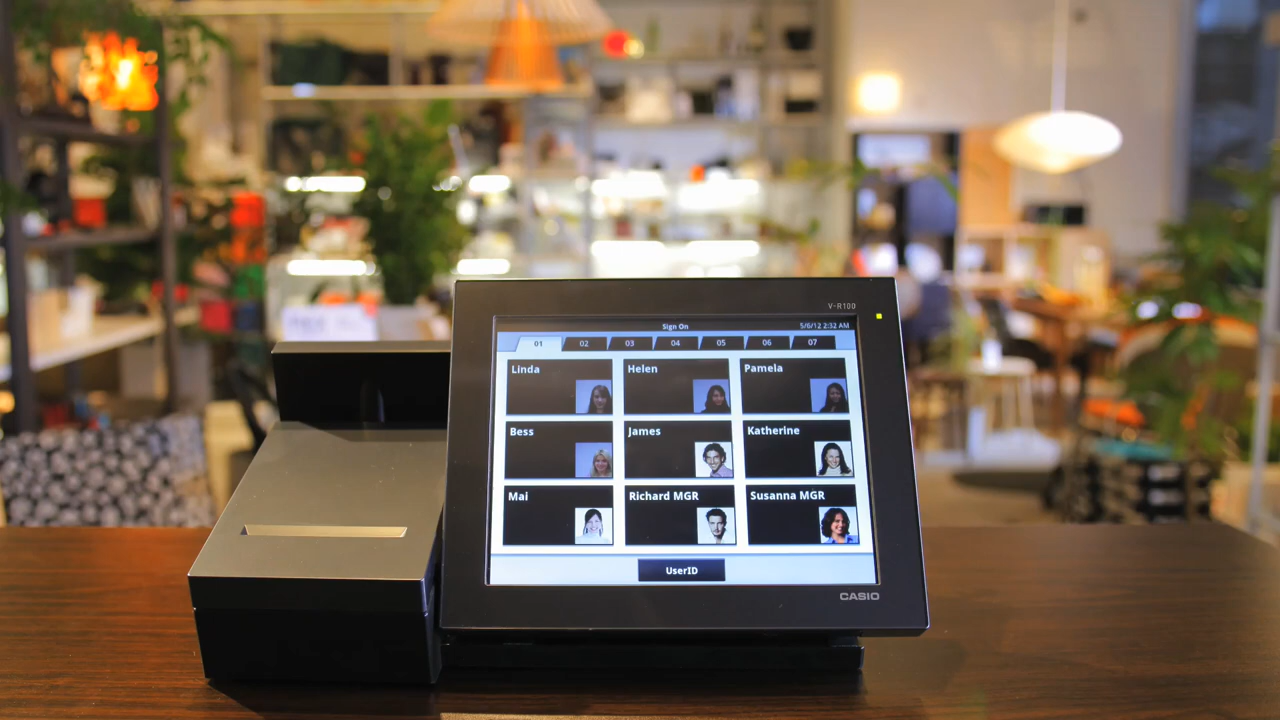 V-R100
Sign On 5/6/12 2:32 AM
01 02 03 04 05 06 07
Linda Helen Pamela
Bess James Katherine
Mai Richard MGR Susanna MGR
UserID
CASIO